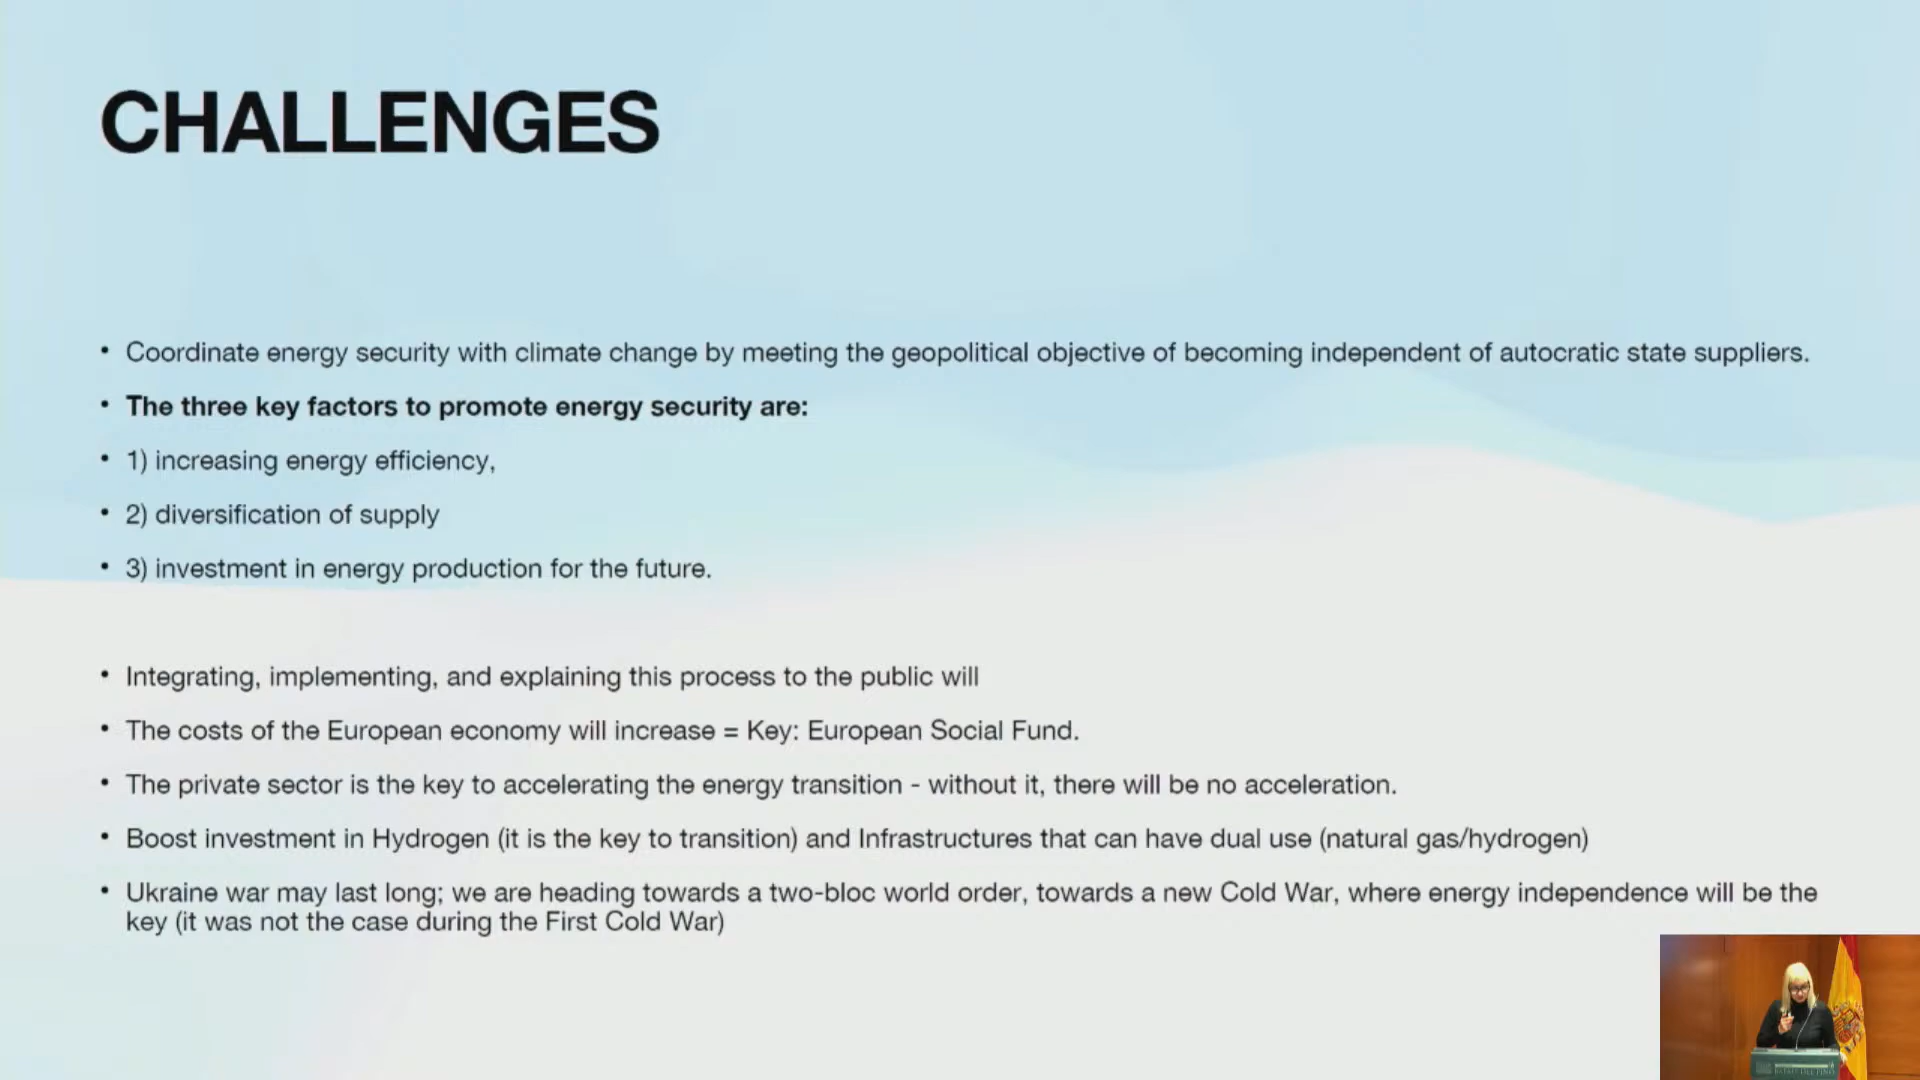 CHALLENGES
• Coordinate energy security with climate change by meeting the geopolitical objective of becoming independent of autocratic state suppliers.
• The three key factors to promote energy security are:
• 1) increasing energy efficiency,
• 2) diversification of supply
• 3) investment in energy production for the future.
• Integrating, implementing, and explaining this process to the public will
• The costs of the European economy will increase = Key: European Social Fund.
• The private sector is the key to accelerating the energy transition - without it, there will be no acceleration.
• Boost investment in Hydrogen (it is the key to transition) and Infrastructures that can have dual use (natural gas/hydrogen)
• Ukraine war may last long; we are heading towards a two-bloc world order, towards a new Cold War, where energy independence will be the
key (it was not the case during the First Cold War)